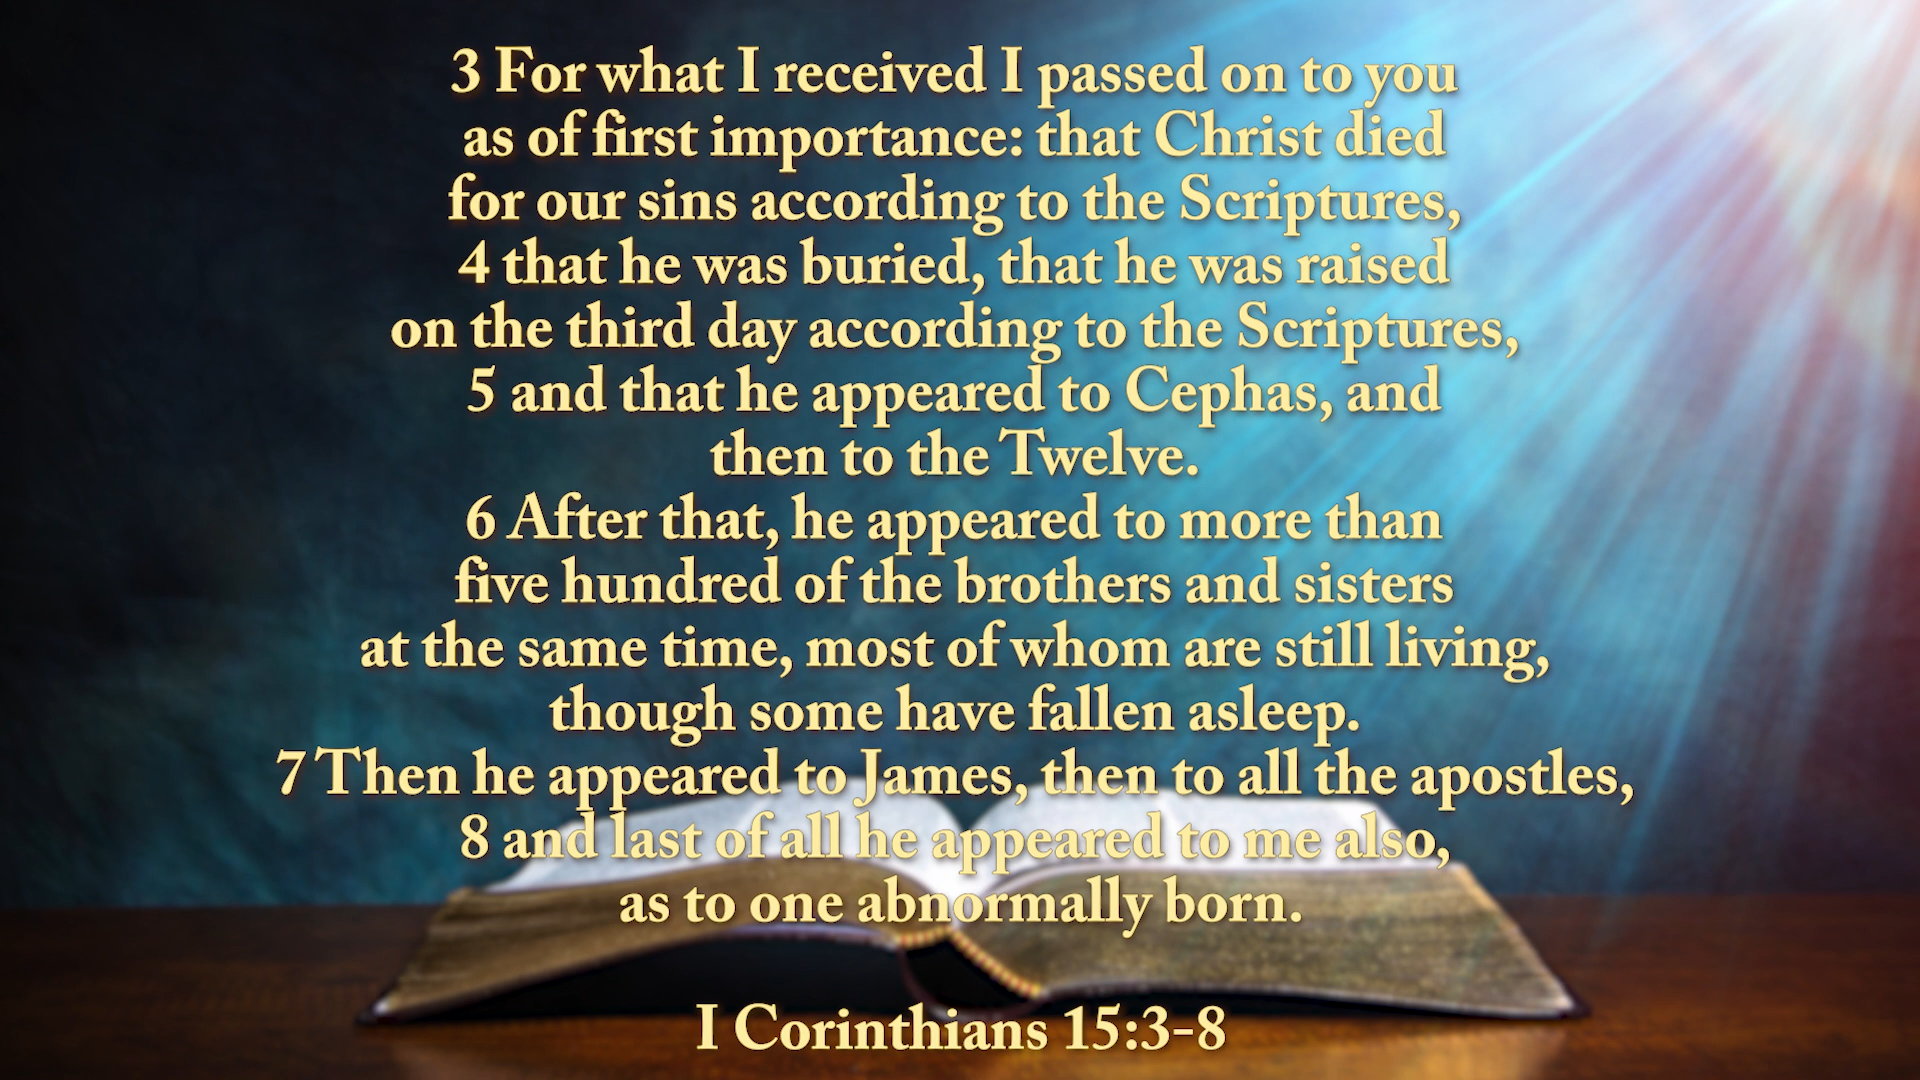 3 For what I received I passed on to you
as of first importance: that Christ died
for our sins according to the Scriptures,
4 that he was buried, that he was raised
on the third day according to the Scriptures,
5 and that he appeared to Cephas, and
then to the Twelve.
6 After that, he appeared to more than
five hundred of the brothers and sisters
at the same time, most of whom are still living,
though some have fallen asleep.
7 Then he appeared to James, then to all the apostles,
8 and last of all he appeared to me also,
as to one abnormally born.
I Corinthians 15:3-8